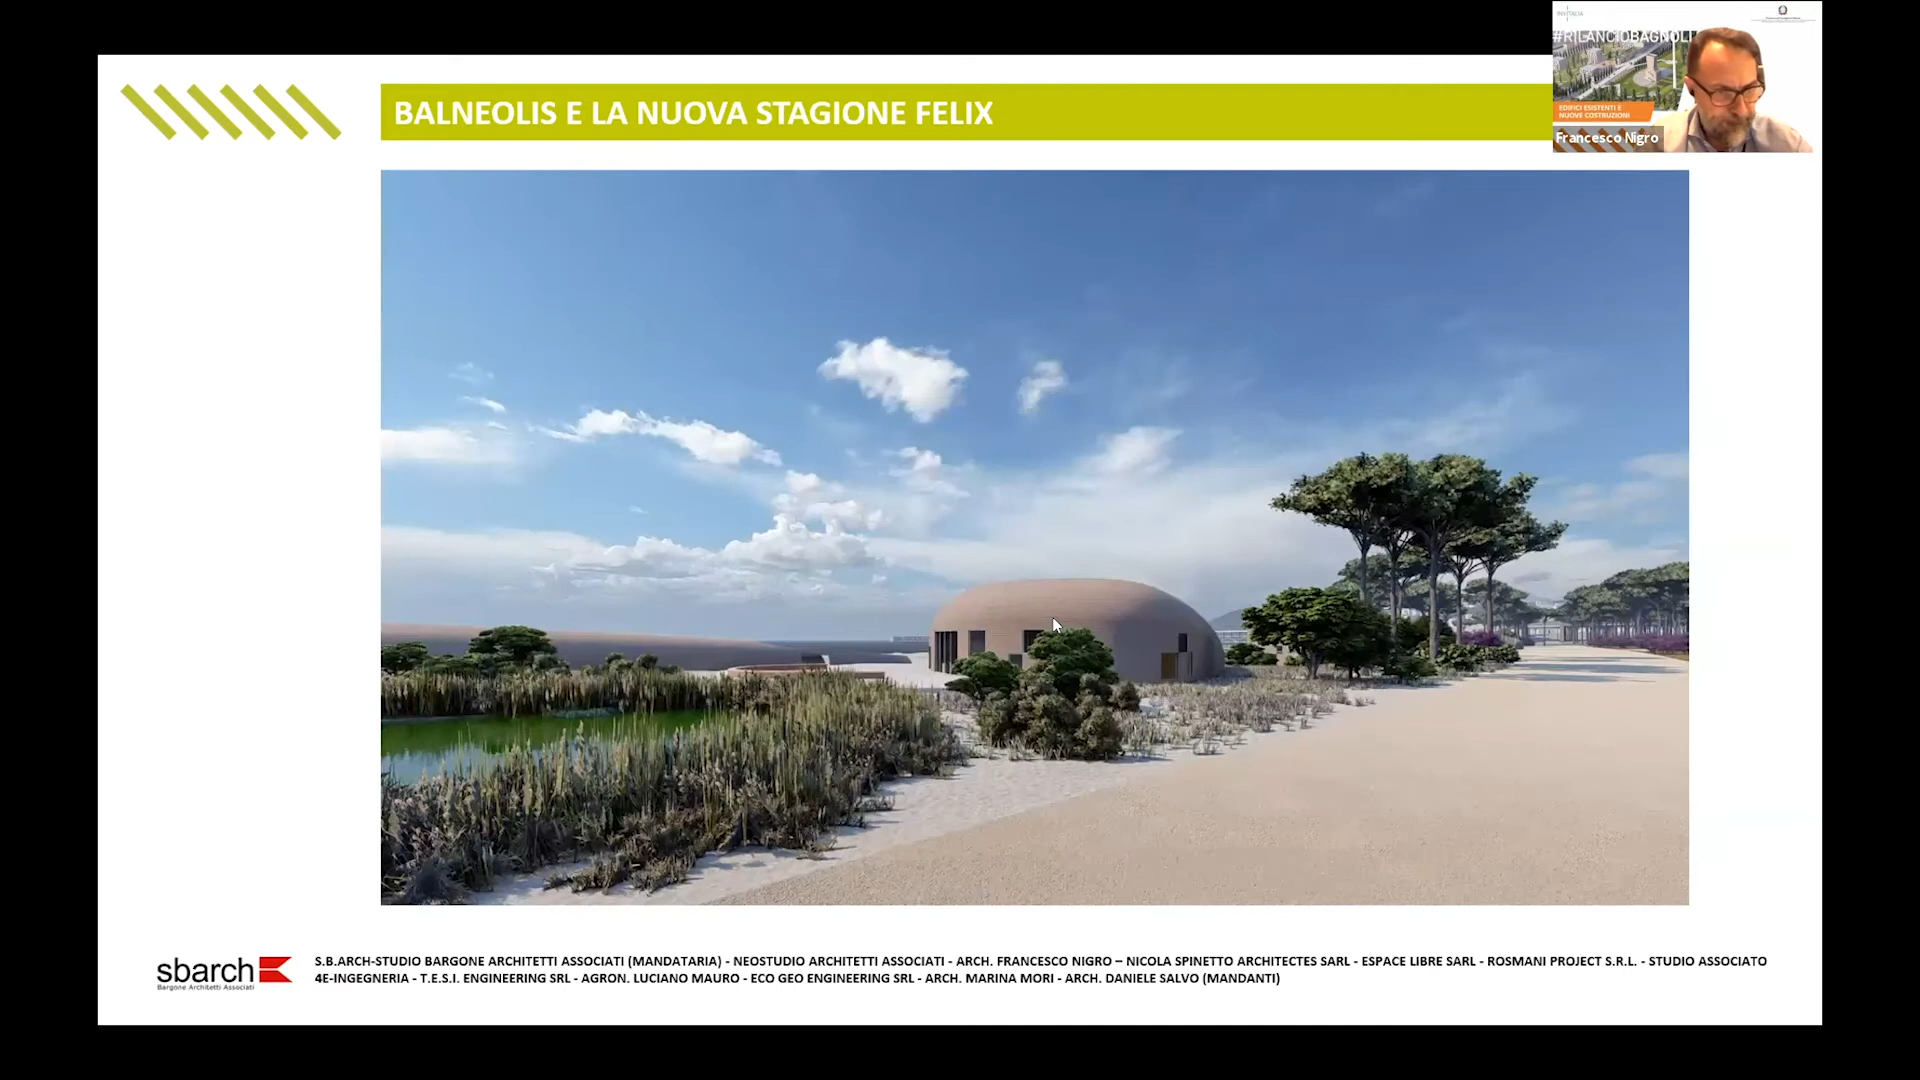 BALNEOLIS E LA NUOVA STAGIONE FELIX
INVITALIA
#RILANCIOBAGNOLI
EDIFICI ESISTENTI E
NUOVE COSTRUZIONI
Francesco Nigro
sbarch
Bargone Architetti Associati
S.B.ARCH-STUDIO BARGONE ARCHITETTI ASSOCIATI (MANDATARIA) - NEOSTUDIO ARCHITETTI ASSOCIATI - ARCH. FRANCESCO NIGRO – NICOLA SPINETTO ARCHITECTES SARL - ESPACE LIBRE SARL - ROSMANI PROJECT S.R.L. - STUDIO ASSOCIATO
4E-INGEGNERIA - T.E.S.I. ENGINEERING SRL - AGRON. LUCIANO MAURO - ECO GEO ENGINEERING SRL - ARCH. MARINA MORI - ARCH. DANIELE SALVO (MANDANTI)